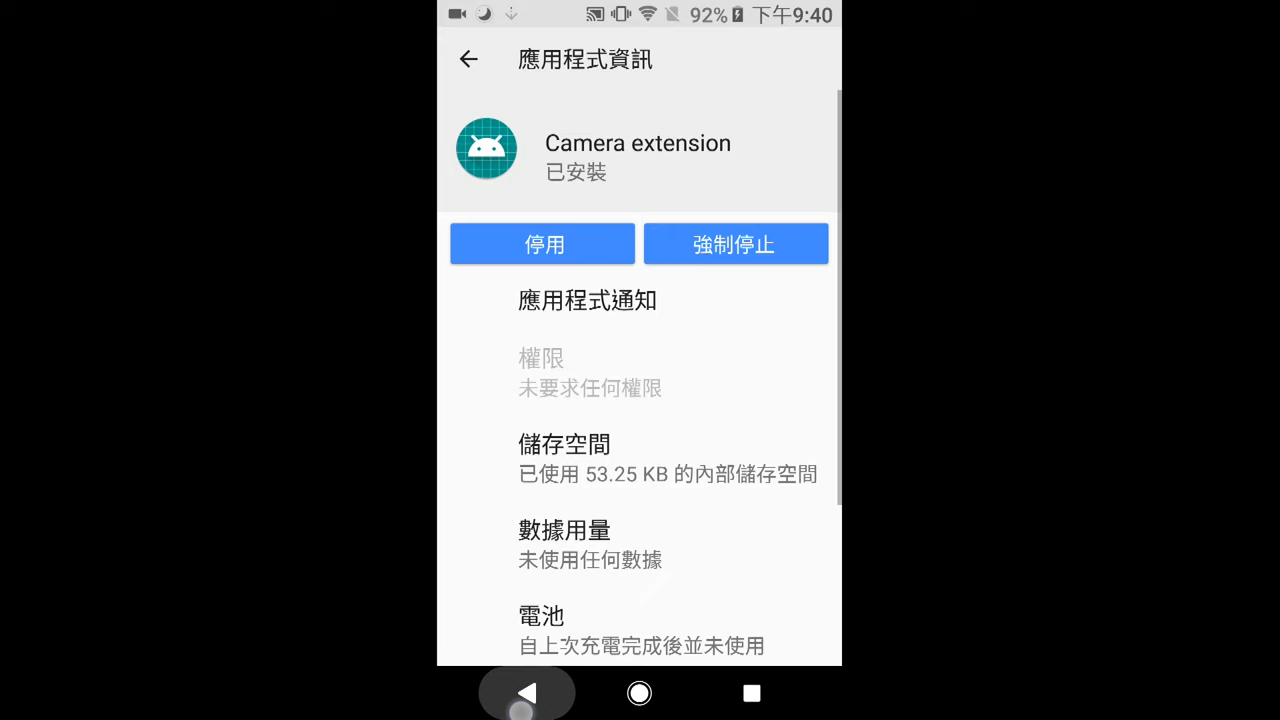 92% 下午9:40
應用程式資訊
Camera extension
已安裝
停用 強制停止
應用程式通知
權限
未要求任何權限
儲存空間
已使用 53.25 KB 的內部儲存空間
數據用量
未使用任何數據
電池
自上次充電完成後並未使用